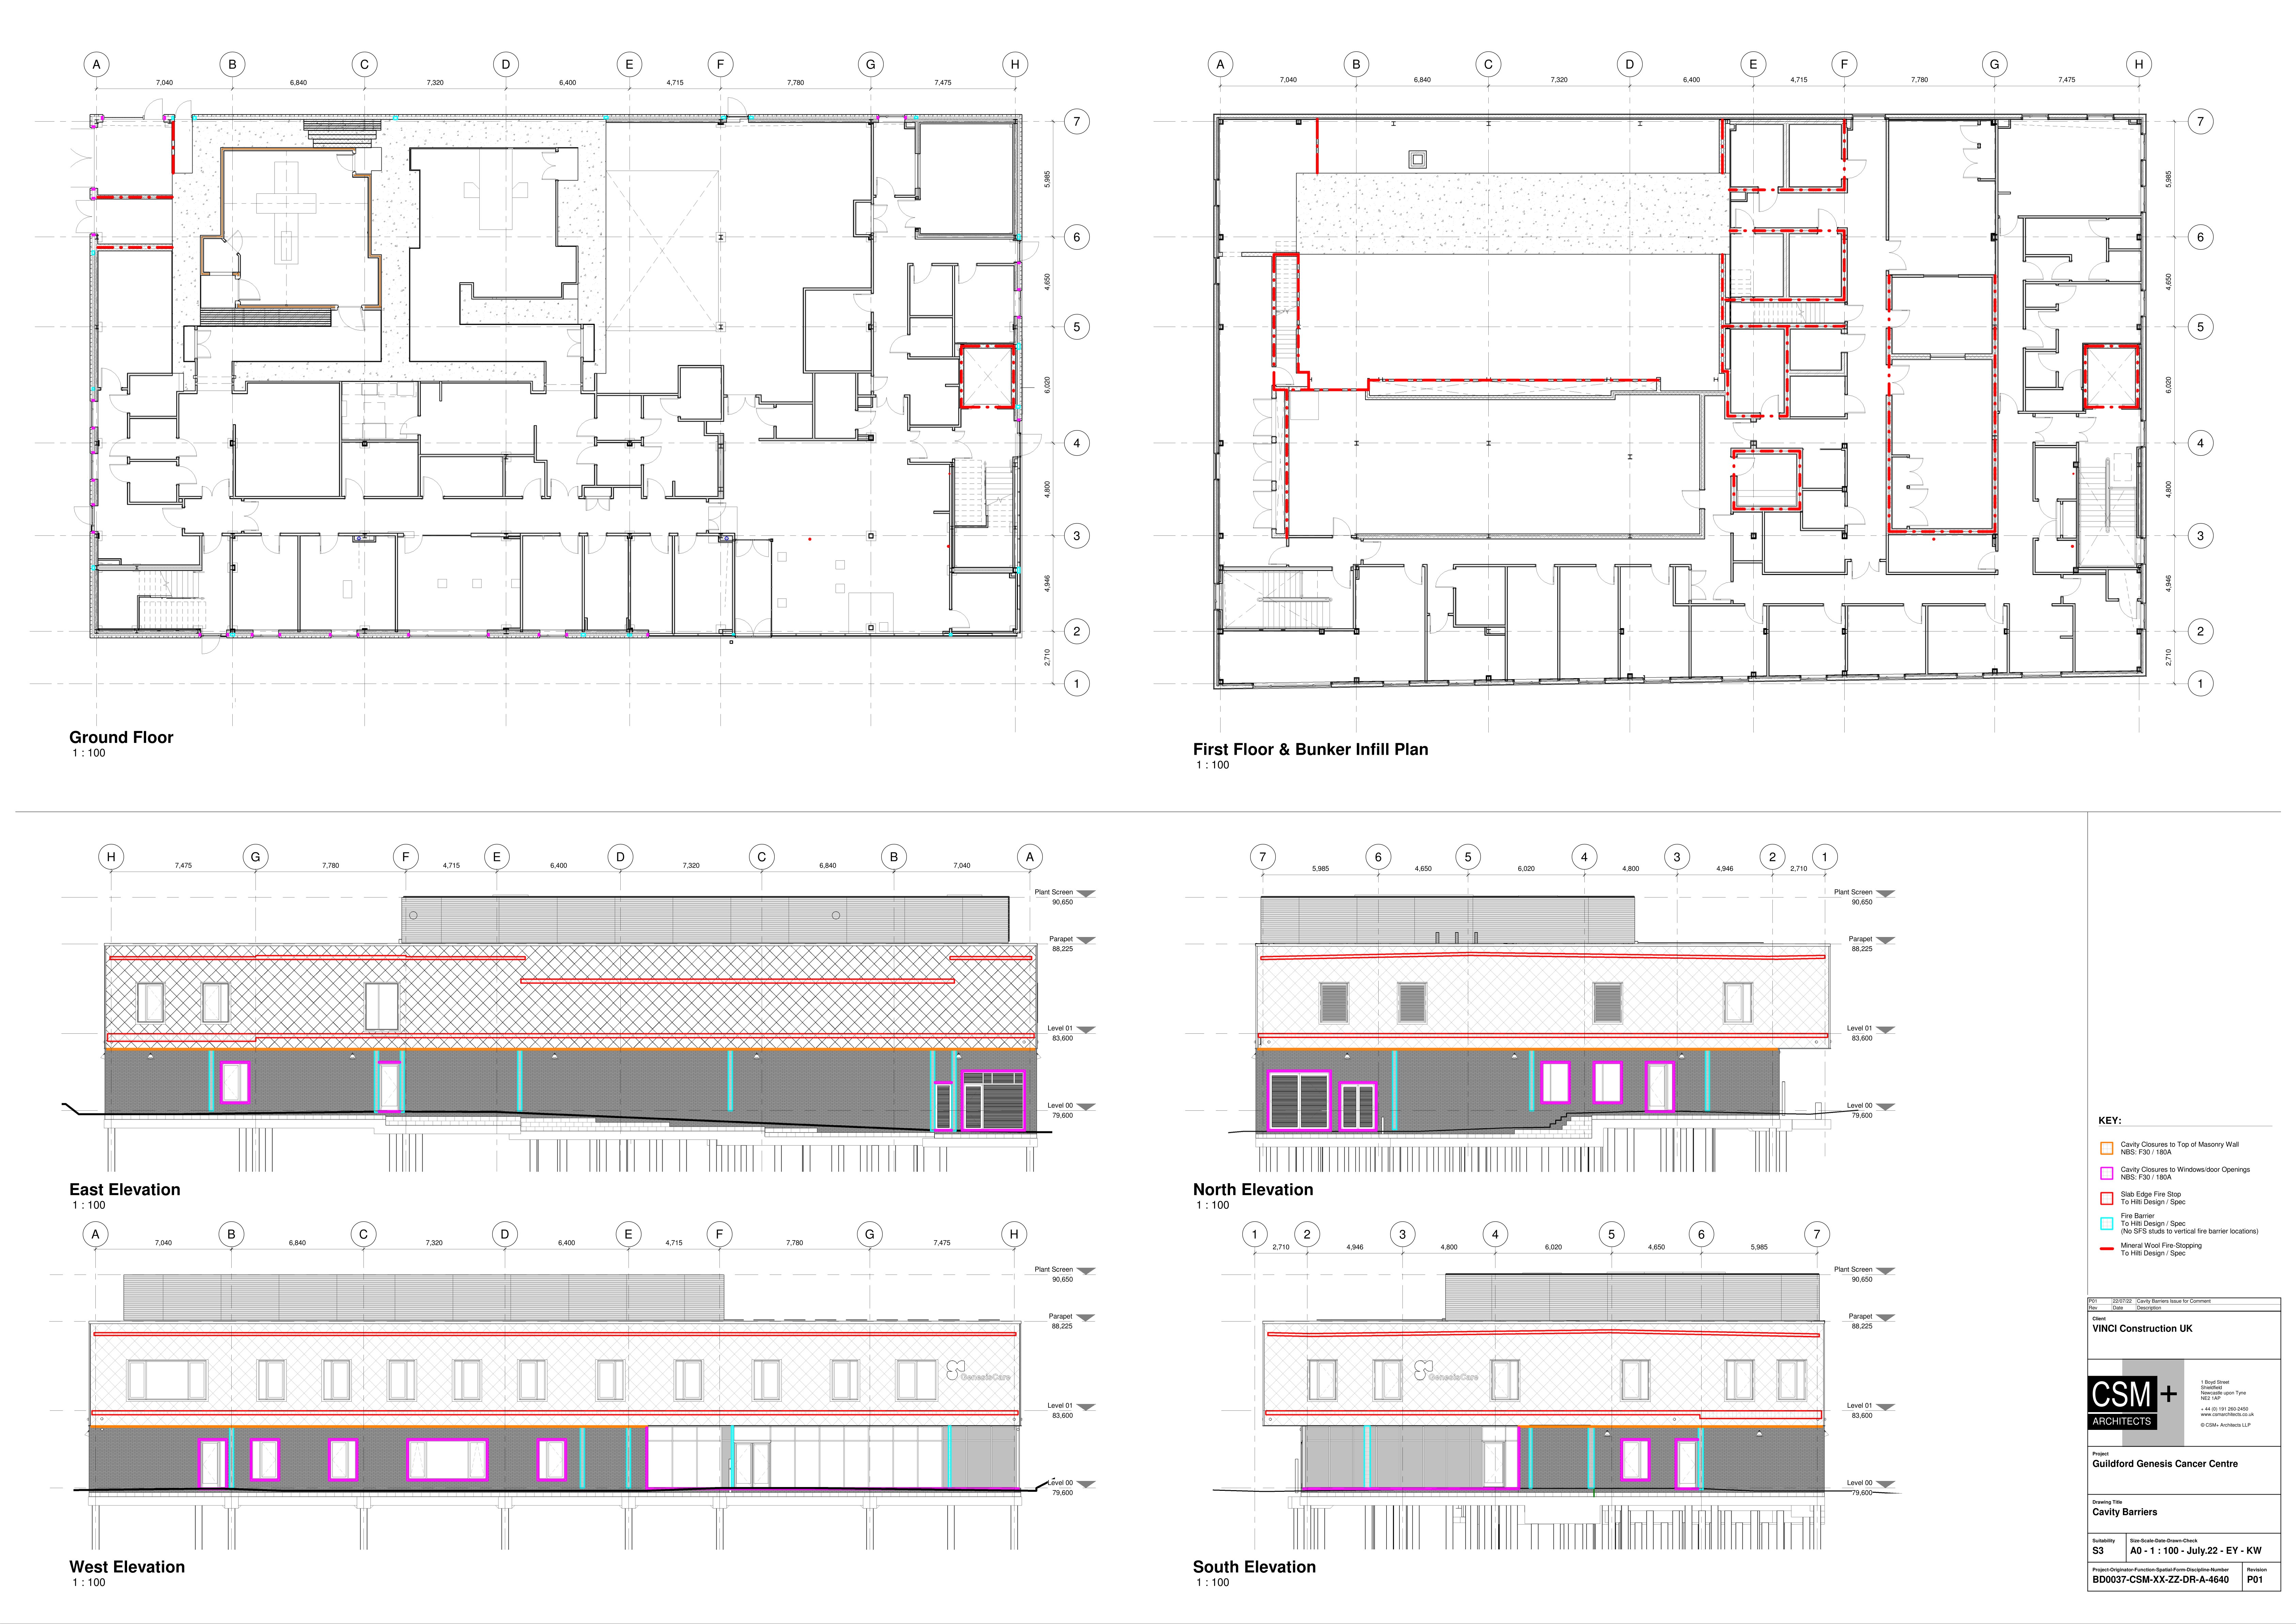 A B C D E F G H
7,040 6,840 7,320 6,400 4,715 7,780 7,475
7
5,985
6
4,650
5
6,020
4
4,800
3
4,946
2
2,710
1
Ground Floor
1 : 100
A B C D E F G H
7,040 6,840 7,320 6,400 4,715 7,780 7,475
7
5,985
6
4,650
5
6,020
4
4,800
3
4,946
2
2,710
1
First Floor & Bunker Infill Plan
1 : 100
H G F E D C B A
7,475 7,780 4,715 6,400 7,320 6,840 7,040
Plant Screen
90,650
Parapet
88,225
Level 01
83,600
Level 00
79,600
East Elevation
1 : 100
7 6 5 4 3 2 1
5,985 4,650 6,020 4,800 4,946 2,710
Plant Screen
90,650
Parapet
88,225
Level 01
83,600
Level 00
79,600
North Elevation
1 : 100
A B C D E F G H
7,040 6,840 7,320 6,400 4,715 7,780 7,475
Plant Screen
90,650
Parapet
88,225
GenesisCare
Level 01
83,600
Level 00
79,600
West Elevation
1 : 100
1 2 3 4 5 6 7
2,710 4,946 4,800 6,020 4,650 5,985
Plant Screen
90,650
Parapet
88,225
GenesisCare
Level 01
83,600
Level 00
79,600
South Elevation
1 : 100
KEY:
Cavity Closures to Top of Masonry Wall
NBS: F30 / 180A
Cavity Closures to Windows/door Openings
NBS: F30 / 180A
Slab Edge Fire Stop
To Hilti Design / Spec
Fire Barrier
To Hilti Design / Spec
(No SFS studs to vertical fire barrier locations)
Mineral Wool Fire-Stopping
To Hilti Design / Spec
P01 22/07/22 Cavity Barriers Issue for Comment
Rev Date Description
Client
VINCI Construction UK
CSM+
ARCHITECTS
1 Boyd Street
Shieldfield
Newcastle upon Tyne
NE2 1AP
+ 44 (0) 191 260-2450
www.csmarchitects.co.uk
© CSM+ Architects LLP
Project
Guildford Genesis Cancer Centre
Drawing Title
Cavity Barriers
Suitability Size-Scale-Date-Drawn-Check
S3 A0 - 1 : 100 - July.22 - EY - KW
Project-Originator-Function-Spatial-Form-Discipline-Number Revision
BD0037-CSM-XX-ZZ-DR-A-4640 P01